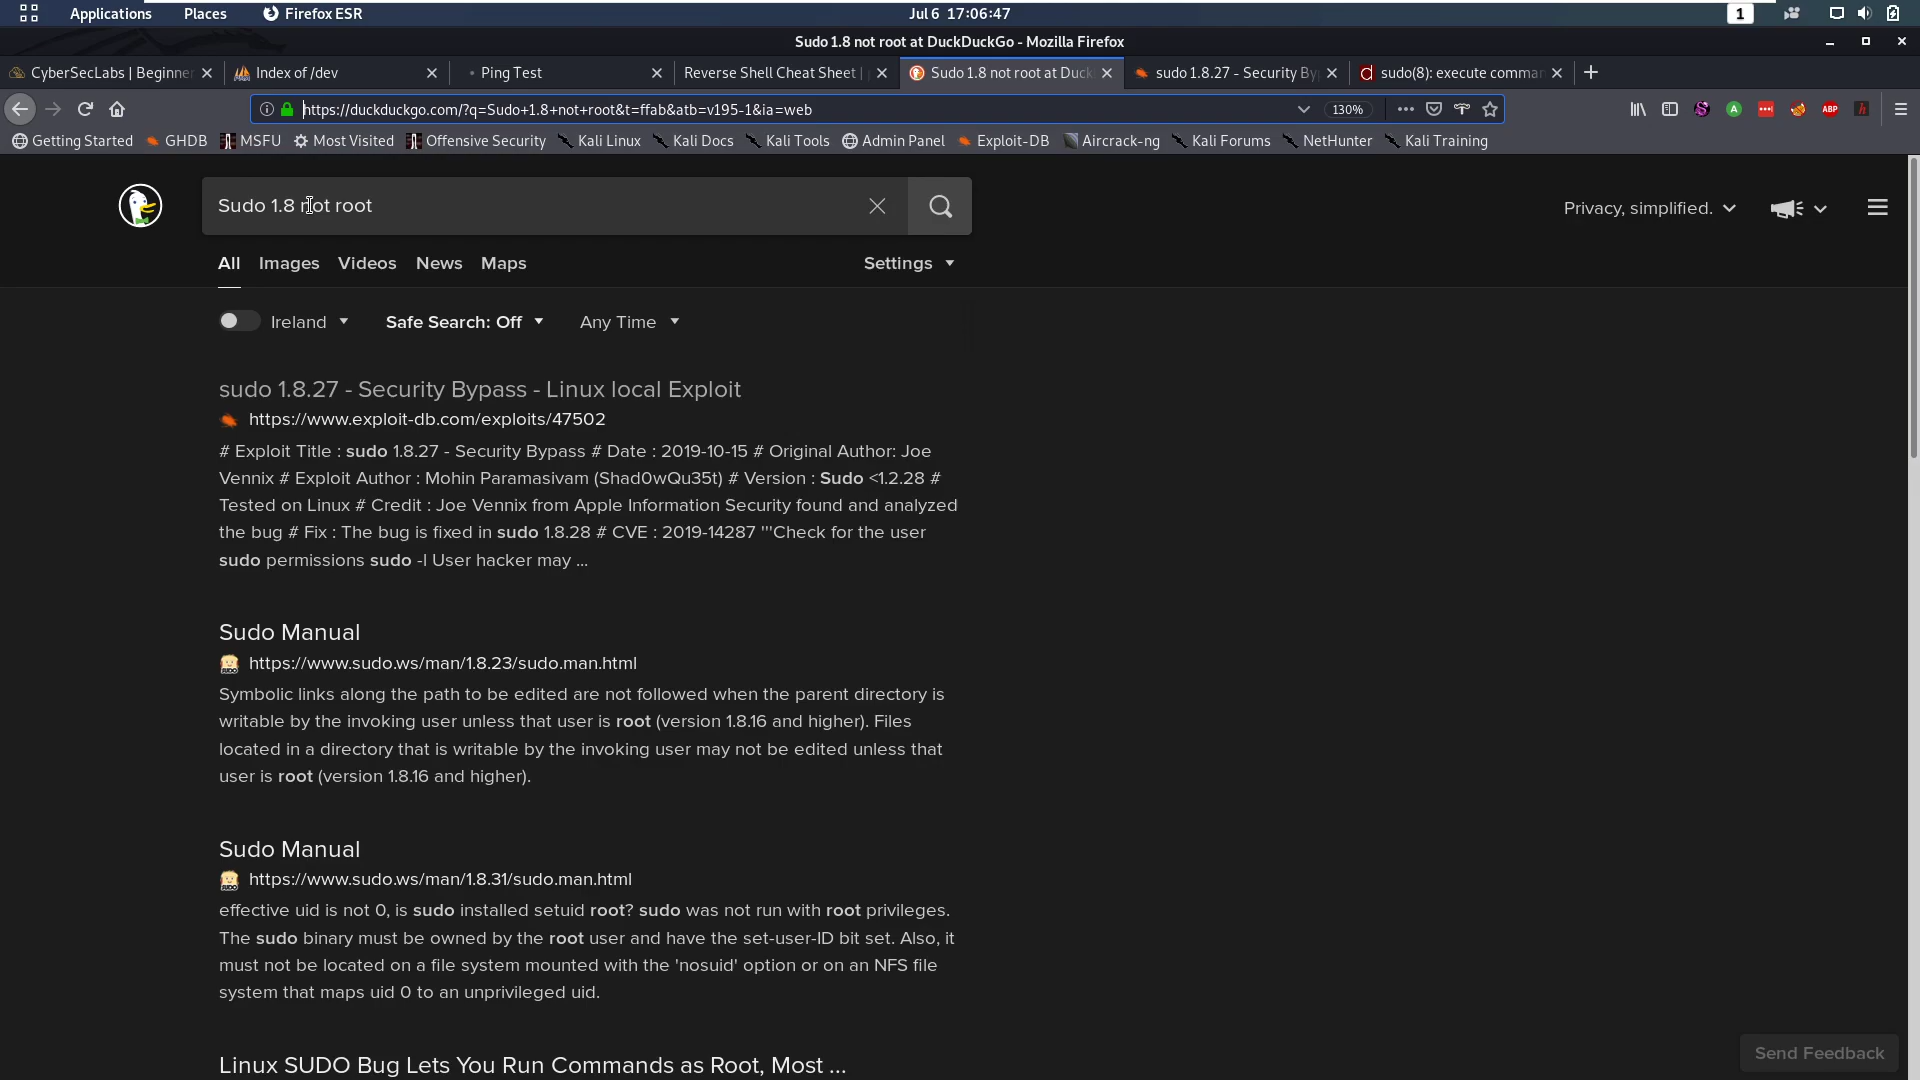 Applications Places Firefox ESR Jul 6 17:06:47 1
Sudo 1.8 not root at DuckDuckGo - Mozilla Firefox
CyberSecLabs | Beginner Index of /dev Ping Test Reverse Shell Cheat Sheet | Sudo 1.8 not root at Duck sudo 1.8.27 - Security By sudo(8): execute comman
https://duckduckgo.com/?q=Sudo+1.8+not+root&t=ffab&atb=v195-1&ia=web 130%
Getting Started GHDB MSFU Most Visited Offensive Security Kali Linux Kali Docs Kali Tools Admin Panel Exploit-DB Aircrack-ng Kali Forums NetHunter Kali Training
Sudo 1.8 not root Privacy, simplified.
All Images Videos News Maps Settings
Ireland Safe Search: Off Any Time
sudo 1.8.27 - Security Bypass - Linux local Exploit
https://www.exploit-db.com/exploits/47502
# Exploit Title : sudo 1.8.27 - Security Bypass # Date : 2019-10-15 # Original Author: Joe
Vennix # Exploit Author : Mohin Paramasivam (Shad0wQu35t) # Version : Sudo <1.2.28 #
Tested on Linux # Credit : Joe Vennix from Apple Information Security found and analyzed
the bug # Fix : The bug is fixed in sudo 1.8.28 # CVE : 2019-14287 '''Check for the user
sudo permissions sudo -l User hacker may ...
Sudo Manual
https://www.sudo.ws/man/1.8.23/sudo.man.html
Symbolic links along the path to be edited are not followed when the parent directory is
writable by the invoking user unless that user is root (version 1.8.16 and higher). Files
located in a directory that is writable by the invoking user may not be edited unless that
user is root (version 1.8.16 and higher).
Sudo Manual
https://www.sudo.ws/man/1.8.31/sudo.man.html
effective uid is not 0, is sudo installed setuid root? sudo was not run with root privileges.
The sudo binary must be owned by the root user and have the set-user-ID bit set. Also, it
must not be located on a file system mounted with the 'nosuid' option or on an NFS file
system that maps uid 0 to an unprivileged uid.
Send Feedback
Linux SUDO Bug Lets You Run Commands as Root, Most ...